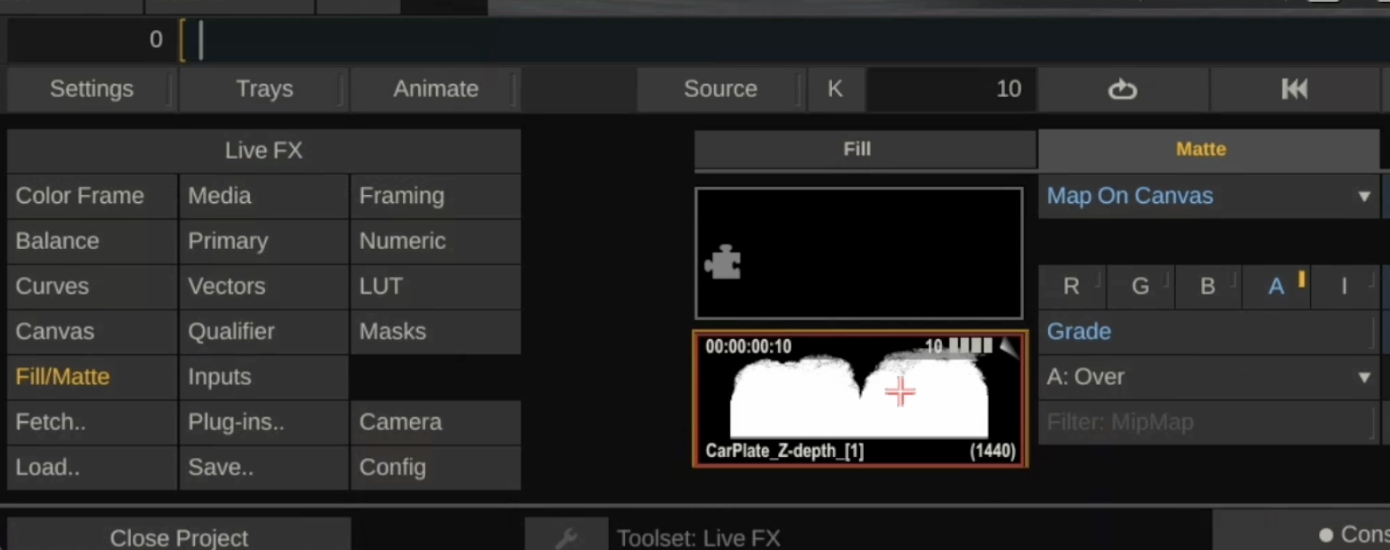 0
Settings Trays Animate Source K 10
Live FX Fill Matte
Color Frame Media Framing Map On Canvas
Balance Primary Numeric
Curves Vectors LUT R G B A I
Canvas Qualifier Masks Grade
00:00:00:10 10
Fill/Matte Inputs A: Over
Fetch.. Plug-ins.. Camera Filter: MipMap
CarPlate_Z-depth_[1] (1440)
Load.. Save.. Config
Close Project Toolset: Live FX